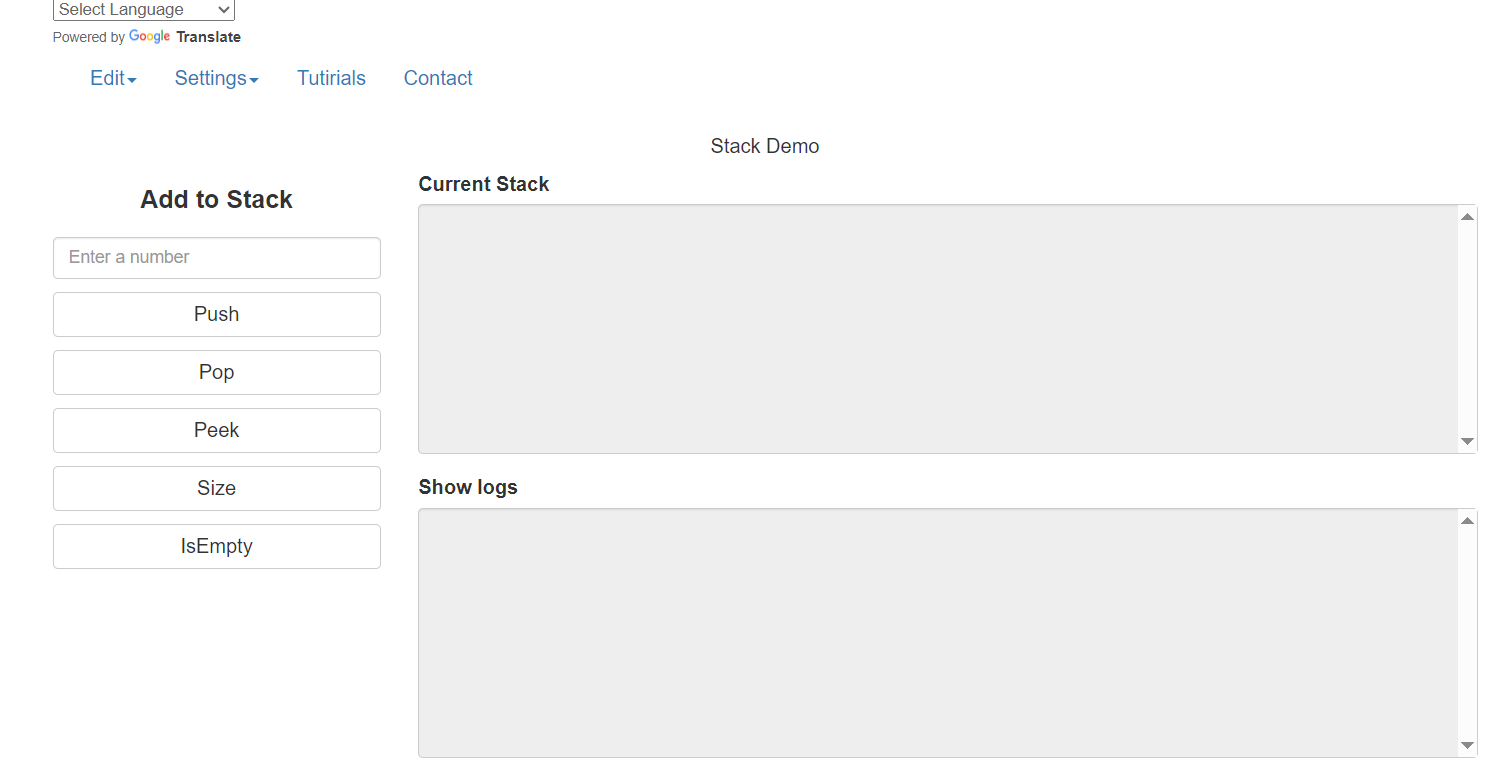 Select Language
Powered by Google Translate
Edit Settings Tutirials Contact
Stack Demo
Add to Stack
Enter a number
Push
Pop
Peek
Size
IsEmpty
Current Stack
Show logs